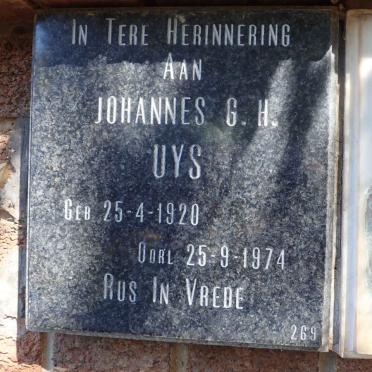 In Tere Herinnering
Aan
JOHANNES G. H.
UYS
Geb 25-4-1920
Oorl 25-9-1974
Rus In Vrede
269